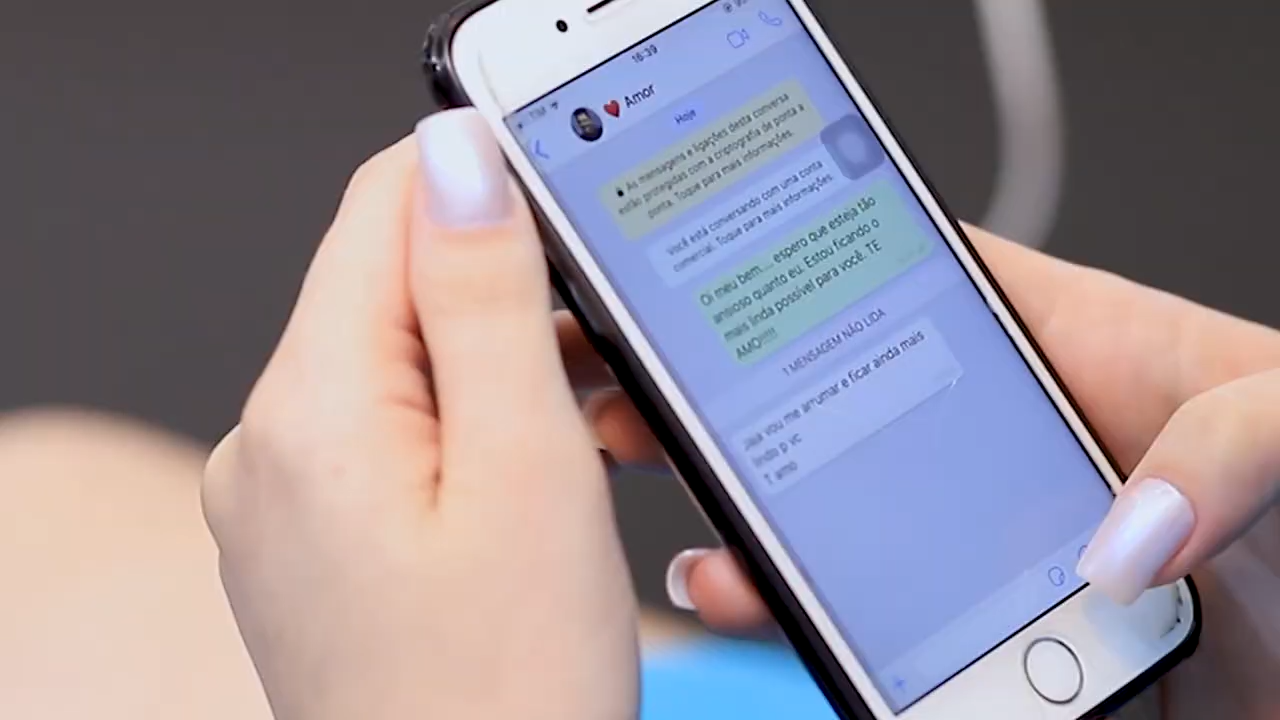 TIM
16:39
Amor
Hoje
As mensagens e ligações desta conversa
estão protegidas com a criptografia de ponta a
ponta. Toque para mais informações.
Você está conversando com uma conta
comercial. Toque para mais informações.
Oi meu bem.... espero que esteja tão
ansioso quanto eu. Estou ficando o
mais linda possível para você. TE
AMO!!!!!
1 MENSAGEM NÃO LIDA
Jaja vou me arrumar e ficar ainda mais
lindo p vc
T amo